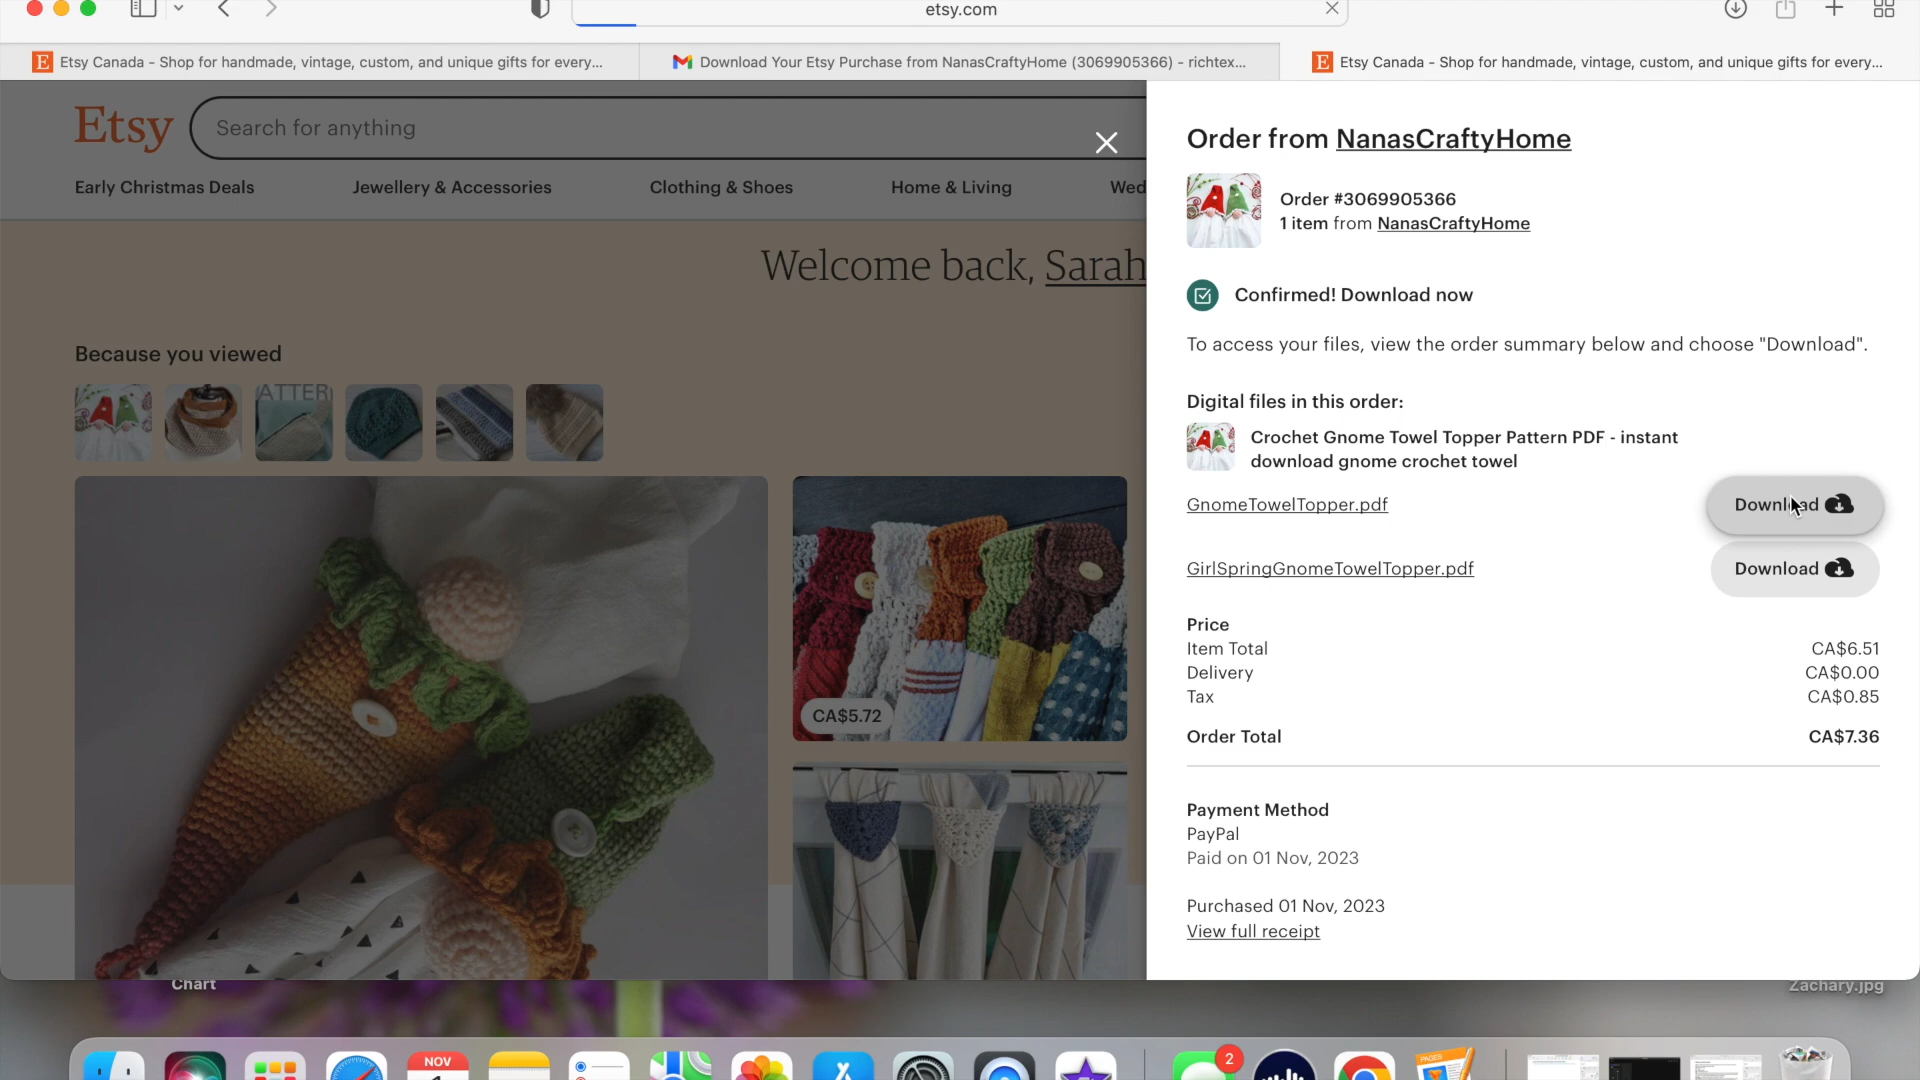 etsy.com
Etsy Canada - Shop for handmade, vintage, custom, and unique gifts for every...
Download Your Etsy Purchase from NanasCraftyHome (3069905366) - richtex...
Etsy Canada - Shop for handmade, vintage, custom, and unique gifts for every...
Etsy
Search for anything
Early Christmas Deals
Jewellery & Accessories
Clothing & Shoes
Home & Living
Wed
Welcome back, Sarah
Because you viewed
ATTER
CA$5.72
Order from NanasCraftyHome
Order #3069905366
1 item from NanasCraftyHome
Confirmed! Download now
To access your files, view the order summary below and choose "Download".
Digital files in this order:
Crochet Gnome Towel Topper Pattern PDF - instant
download gnome crochet towel
GnomeTowelTopper.pdf
Download
GirlSpringGnomeTowelTopper.pdf
Download
Price
Item Total CA$6.51
Delivery CA$0.00
Tax CA$0.85
Order Total CA$7.36
Payment Method
PayPal
Paid on 01 Nov, 2023
Purchased 01 Nov, 2023
View full receipt
Chart
Zachary.jpg
NOV
2
PAGES